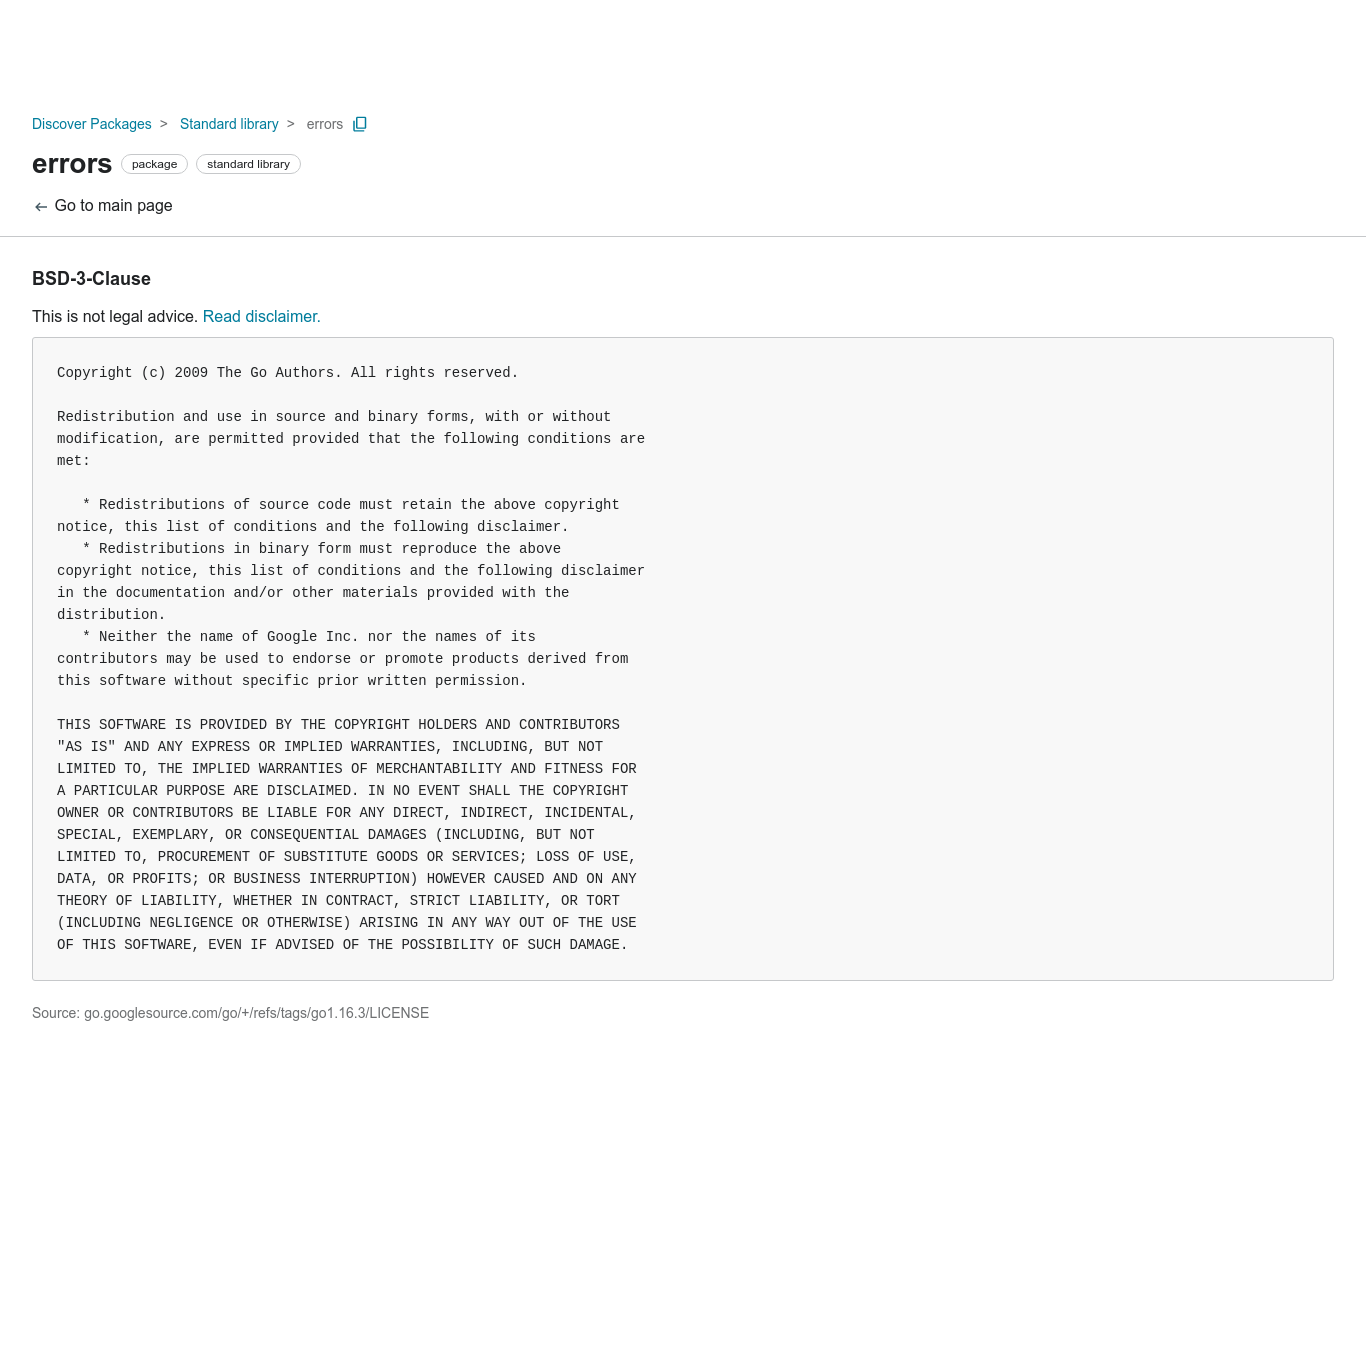 Discover Packages > Standard library > errors
errors package standard library
← Go to main page
BSD-3-Clause
This is not legal advice. Read disclaimer.
Copyright (c) 2009 The Go Authors. All rights reserved.
Redistribution and use in source and binary forms, with or without
modification, are permitted provided that the following conditions are
met:
* Redistributions of source code must retain the above copyright
notice, this list of conditions and the following disclaimer.
* Redistributions in binary form must reproduce the above
copyright notice, this list of conditions and the following disclaimer
in the documentation and/or other materials provided with the
distribution.
* Neither the name of Google Inc. nor the names of its
contributors may be used to endorse or promote products derived from
this software without specific prior written permission.
THIS SOFTWARE IS PROVIDED BY THE COPYRIGHT HOLDERS AND CONTRIBUTORS
"AS IS" AND ANY EXPRESS OR IMPLIED WARRANTIES, INCLUDING, BUT NOT
LIMITED TO, THE IMPLIED WARRANTIES OF MERCHANTABILITY AND FITNESS FOR
A PARTICULAR PURPOSE ARE DISCLAIMED. IN NO EVENT SHALL THE COPYRIGHT
OWNER OR CONTRIBUTORS BE LIABLE FOR ANY DIRECT, INDIRECT, INCIDENTAL,
SPECIAL, EXEMPLARY, OR CONSEQUENTIAL DAMAGES (INCLUDING, BUT NOT
LIMITED TO, PROCUREMENT OF SUBSTITUTE GOODS OR SERVICES; LOSS OF USE,
DATA, OR PROFITS; OR BUSINESS INTERRUPTION) HOWEVER CAUSED AND ON ANY
THEORY OF LIABILITY, WHETHER IN CONTRACT, STRICT LIABILITY, OR TORT
(INCLUDING NEGLIGENCE OR OTHERWISE) ARISING IN ANY WAY OUT OF THE USE
OF THIS SOFTWARE, EVEN IF ADVISED OF THE POSSIBILITY OF SUCH DAMAGE.
Source: go.googlesource.com/go/+/refs/tags/go1.16.3/LICENSE